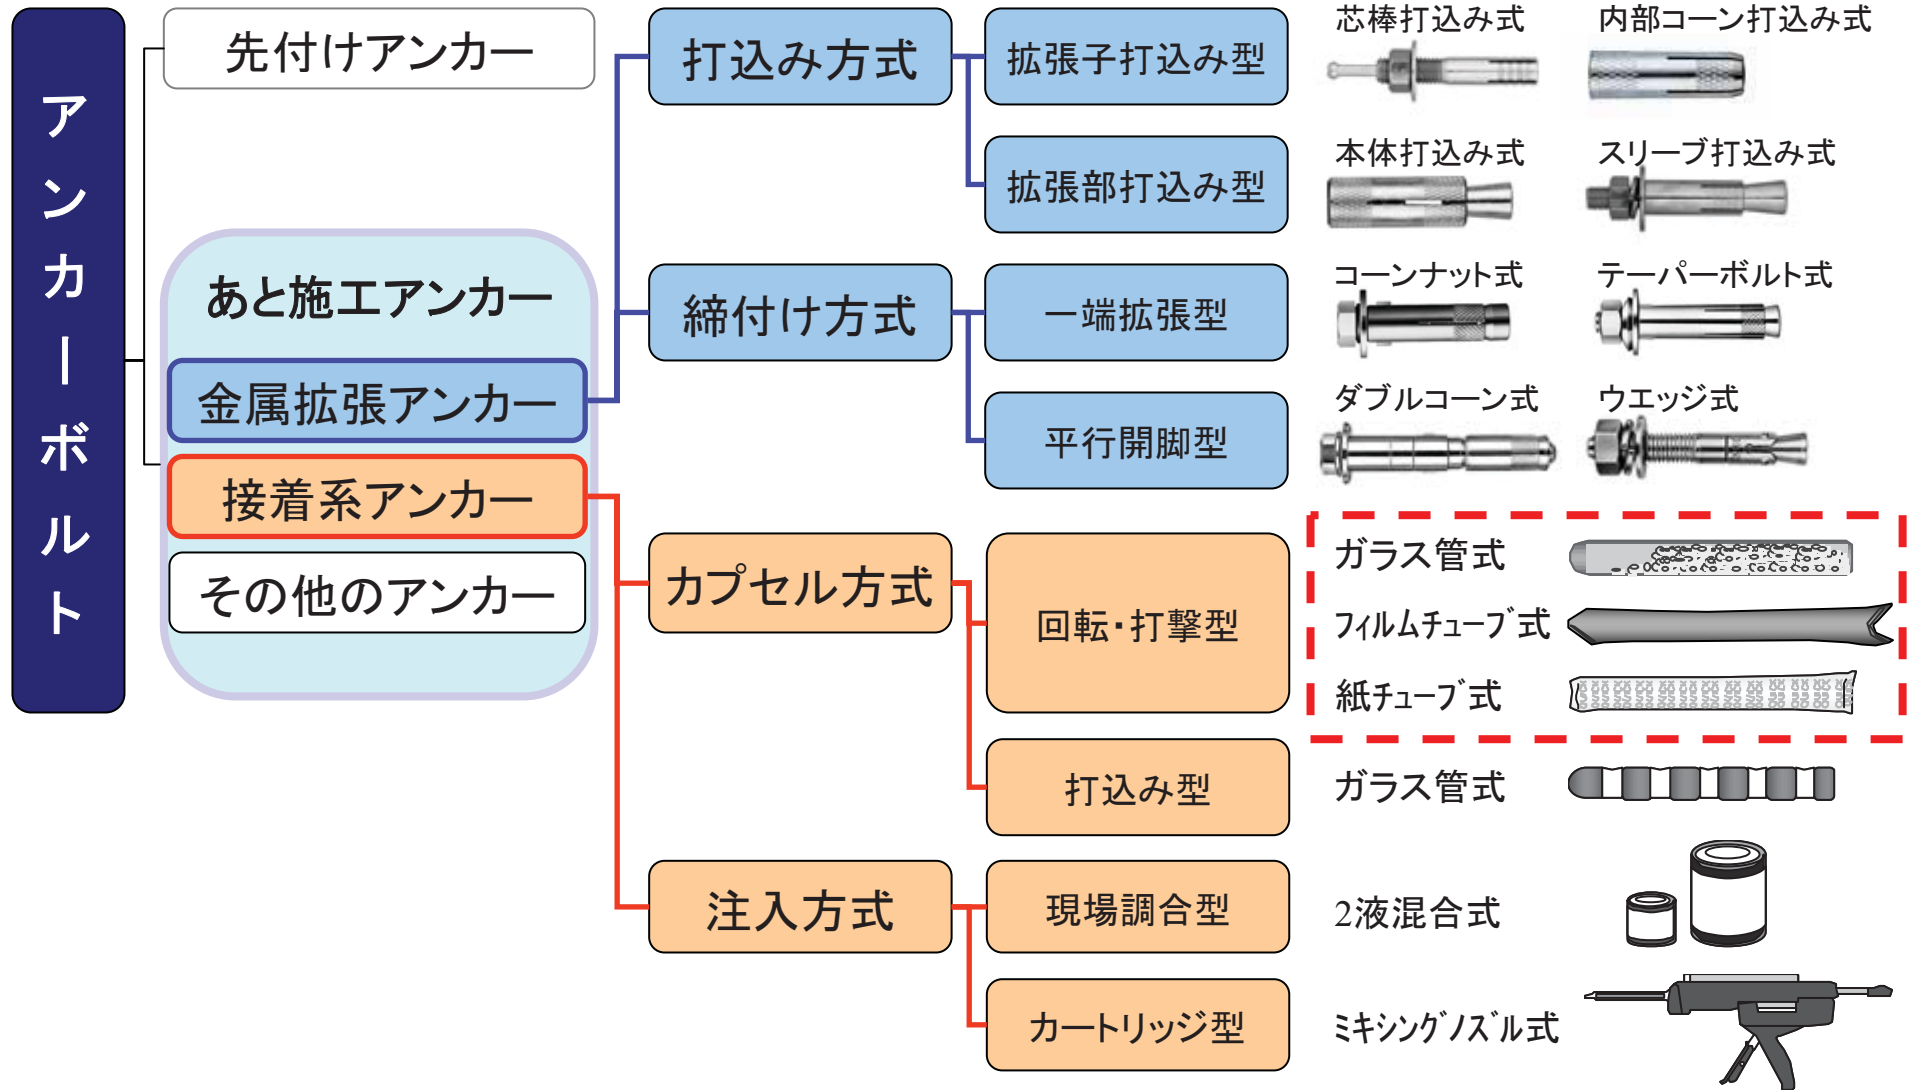 アンカーボルト
先付けアンカー
あと施工アンカー
金属拡張アンカー
接着系アンカー
その他のアンカー
打込み方式
拡張子打込み型
芯棒打込み式
内部コーン打込み式
拡張部打込み型
本体打込み式
スリーブ打込み式
締付け方式
一端拡張型
コーンナット式
テーパーボルト式
平行開脚型
ダブルコーン式
ウエッジ式
カプセル方式
回転・打撃型
ガラス管式
フィルムチューブ式
紙チューブ式
打込み型
ガラス管式
注入方式
現場調合型
2液混合式
カートリッジ型
ミキシングノズル式